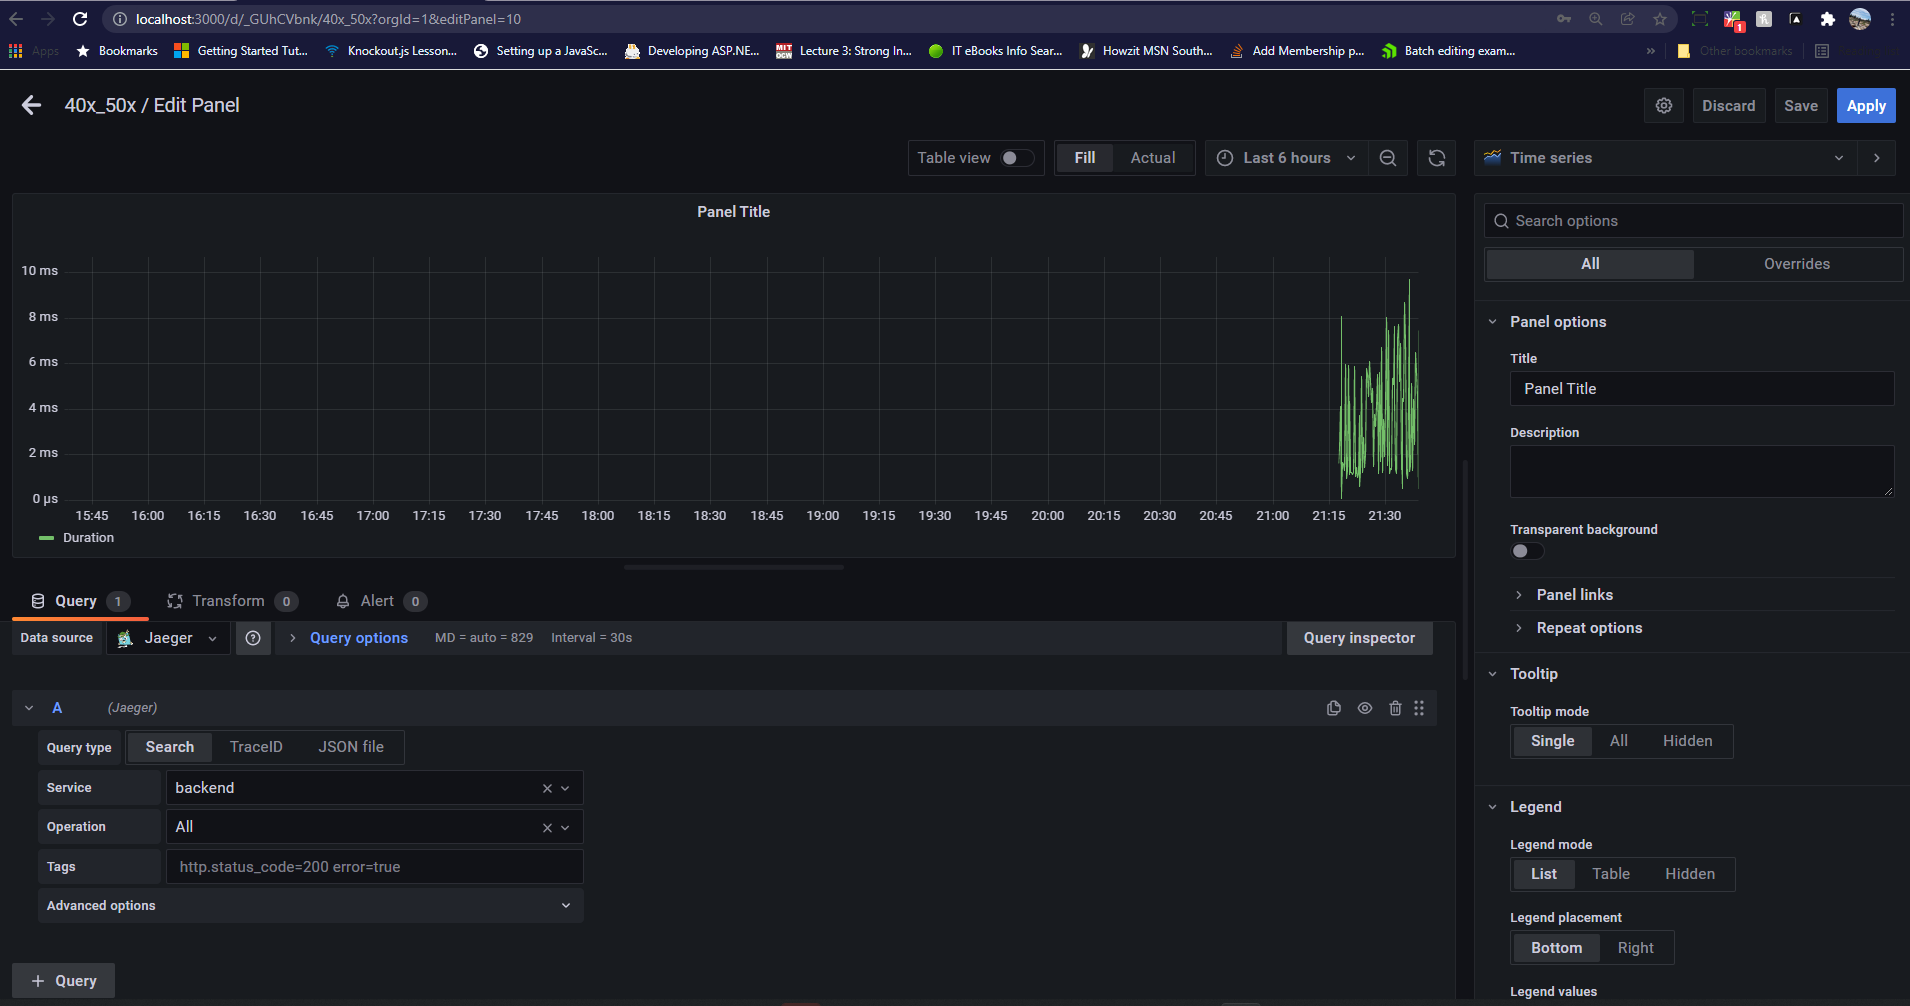 localhost:3000/d/_GUhCVbnk/40x_50x?orgId=1&editPanel=10
Apps Bookmarks Getting Started Tut... Knockout.js Lesson... Setting up a JavaSc... Developing ASP.NE... MIT OCW Lecture 3: Strong In... IT eBooks Info Sear... Howzit MSN South... Add Membership p... Batch editing exam... » Other bookmarks
40x_50x / Edit Panel
Discard Save Apply
Table view Fill Actual Last 6 hours Time series
Panel Title
10 ms
8 ms
6 ms
4 ms
2 ms
0 µs
15:45 16:00 16:15 16:30 16:45 17:00 17:15 17:30 17:45 18:00 18:15 18:30 18:45 19:00 19:15 19:30 19:45 20:00 20:15 20:30 20:45 21:00 21:15 21:30
Duration
Query 1 Transform 0 Alert 0
Data source Jaeger Query options MD = auto = 829 Interval = 30s Query inspector
A (Jaeger)
Query type Search TraceID JSON file
Service backend
Operation All
Tags http.status_code=200 error=true
Advanced options
+ Query
Search options
All Overrides
Panel options
Title
Panel Title
Description
Transparent background
Panel links
Repeat options
Tooltip
Tooltip mode
Single All Hidden
Legend
Legend mode
List Table Hidden
Legend placement
Bottom Right
Legend values